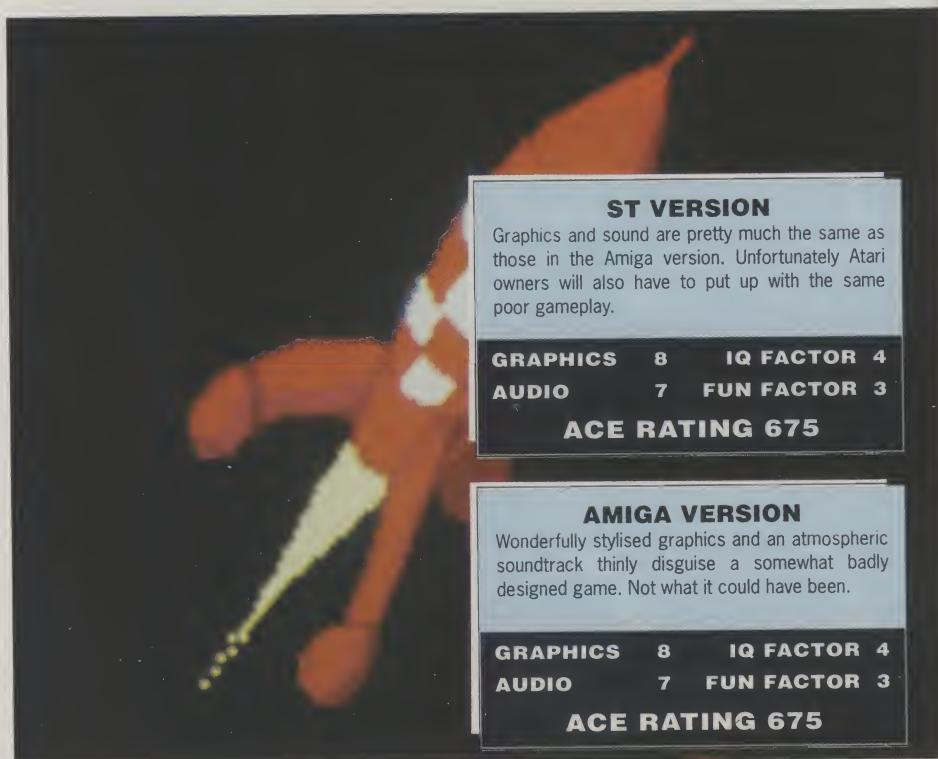 ST VERSION
Graphics and sound are pretty much the same as
those in the Amiga version. Unfortunately Atari
owners will also have to put up with the same
poor gameplay.
GRAPHICS 8 IQ FACTOR 4
AUDIO 7 FUN FACTOR 3
ACE RATING 675
AMIGA VERSION
Wonderfully stylised graphics and an atmospheric
soundtrack thinly disguise a somewhat badly
designed game. Not what it could have been.
GRAPHICS 8 IQ FACTOR 4
AUDIO 7 FUN FACTOR 3
ACE RATING 675